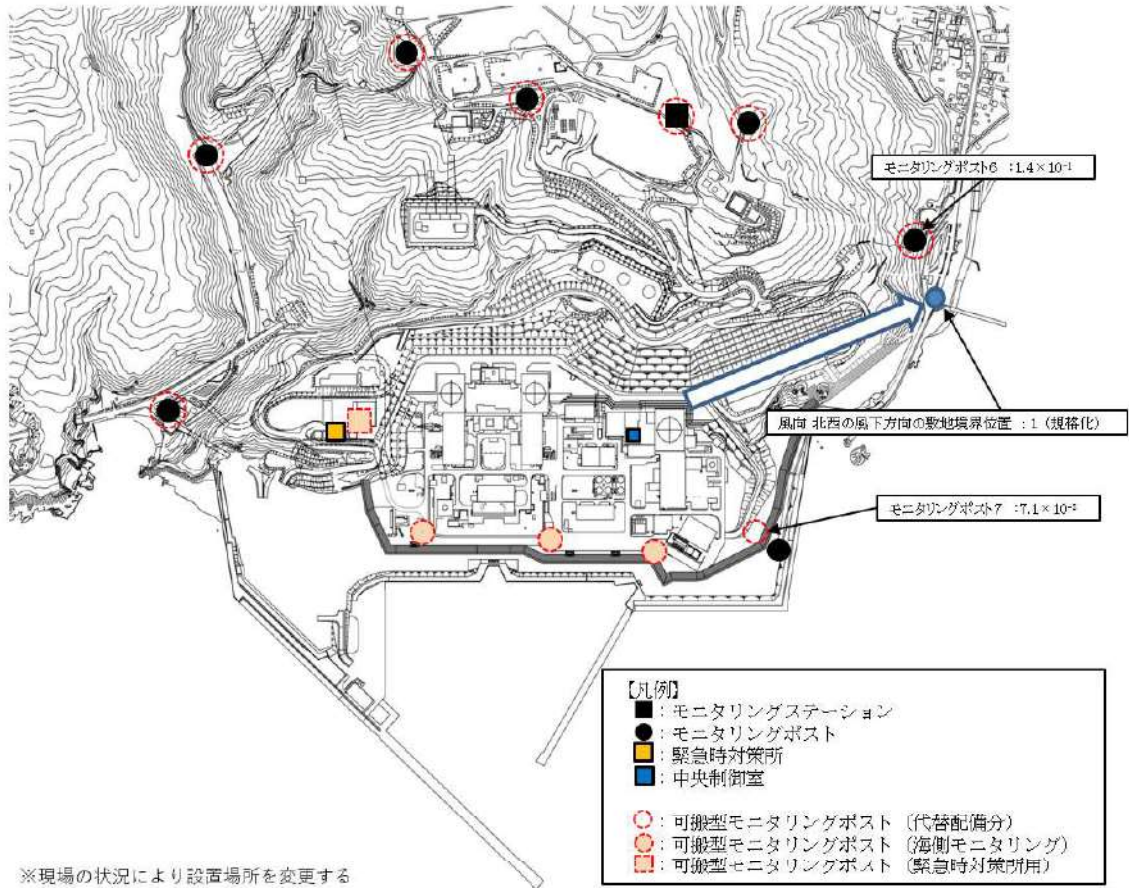 モニタリングポスト6 :1.4×10⁻¹
風向 北西の風下方向の敷地境界位置 :1 (規格化)
モニタリングポスト7 :7.1×10⁻²
【凡例】
■:モニタリングステーション
●:モニタリングポスト
:緊急時対策所
:中央制御室
:可搬型モニタリングポスト (代替配備分)
:可搬型モニタリングポスト (海側モニタリング)
:可搬型モニタリングポスト (緊急時対策所用)
※現場の状況により設置場所を変更する